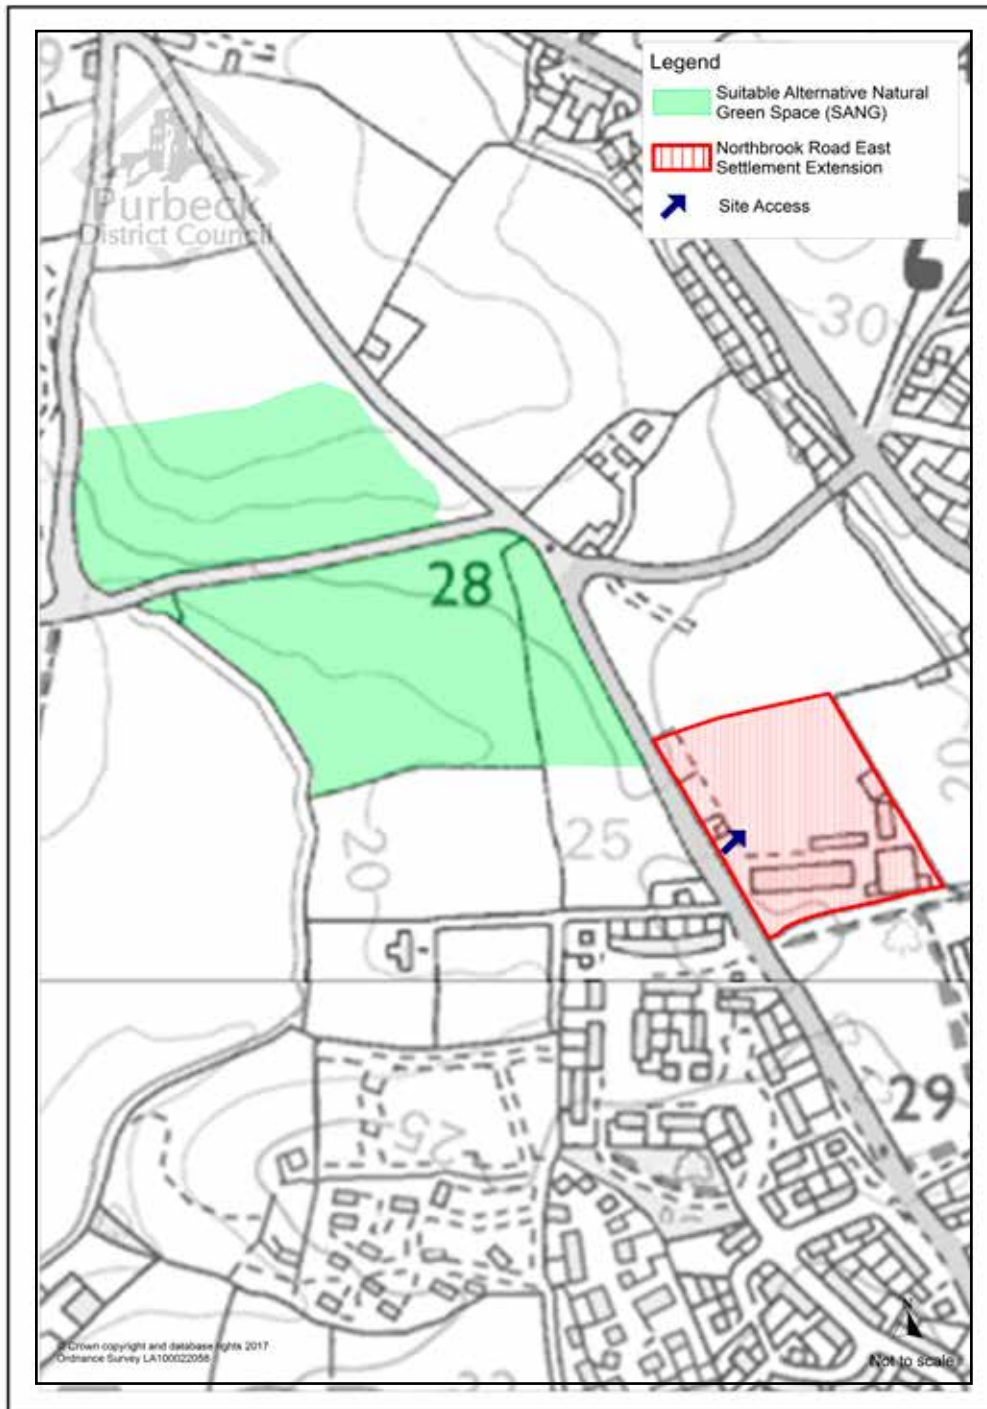 Legend
Suitable Alternative Natural
Green Space (SANG)
Northbrook Road East
Settlement Extension
Site Access
Purbeck
District Council
30
28
25
20
20
25
29
N
Not to scale
© Crown copyright and database rights 2017
Ordnance Survey LA100022058